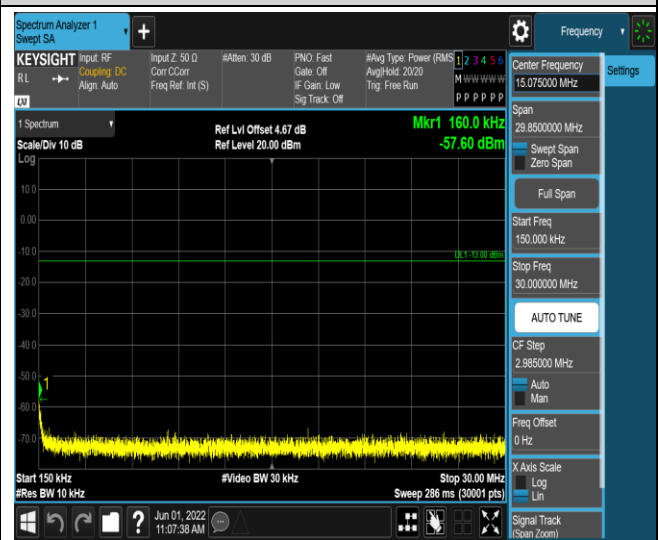 Spectrum Analyzer 1
Swept SA
Frequency
KEYSIGHT
RL
Input: RF
Coupling: DC
Align: Auto
Input Z: 50 Ω
Corr CCorr
Freq Ref: Int (S)
#Atten: 30 dB
PNO: Fast
Gate: Off
IF Gain: Low
Sig Track: Off
#Avg Type: Power (RMS
Avg|Hold: 20/20
Trig: Free Run
1 2 3 4 5 6
M W W W W W
P P P P P P
LXI
1 Spectrum
Scale/Div 10 dB
Log
Ref Lvl Offset 4.67 dB
Ref Level 20.00 dBm
Mkr1 160.0 kHz
-57.60 dBm
10.0
0.00
-10.0
DL1 -13.00 dBm
-20.0
-30.0
-40.0
-50.0
1
-60.0
-70.0
Start 150 kHz
#Res BW 10 kHz
#Video BW 30 kHz
Stop 30.00 MHz
Sweep 286 ms (30001 pts)
Jun 01, 2022
11:07:38 AM
?
Center Frequency
15.075000 MHz
Settings
Span
29.8500000 MHz
Swept Span
Zero Span
Full Span
Start Freq
150.000 kHz
Stop Freq
30.000000 MHz
AUTO TUNE
CF Step
2.985000 MHz
Auto
Man
Freq Offset
0 Hz
X Axis Scale
Log
Lin
Signal Track
(Span Zoom)